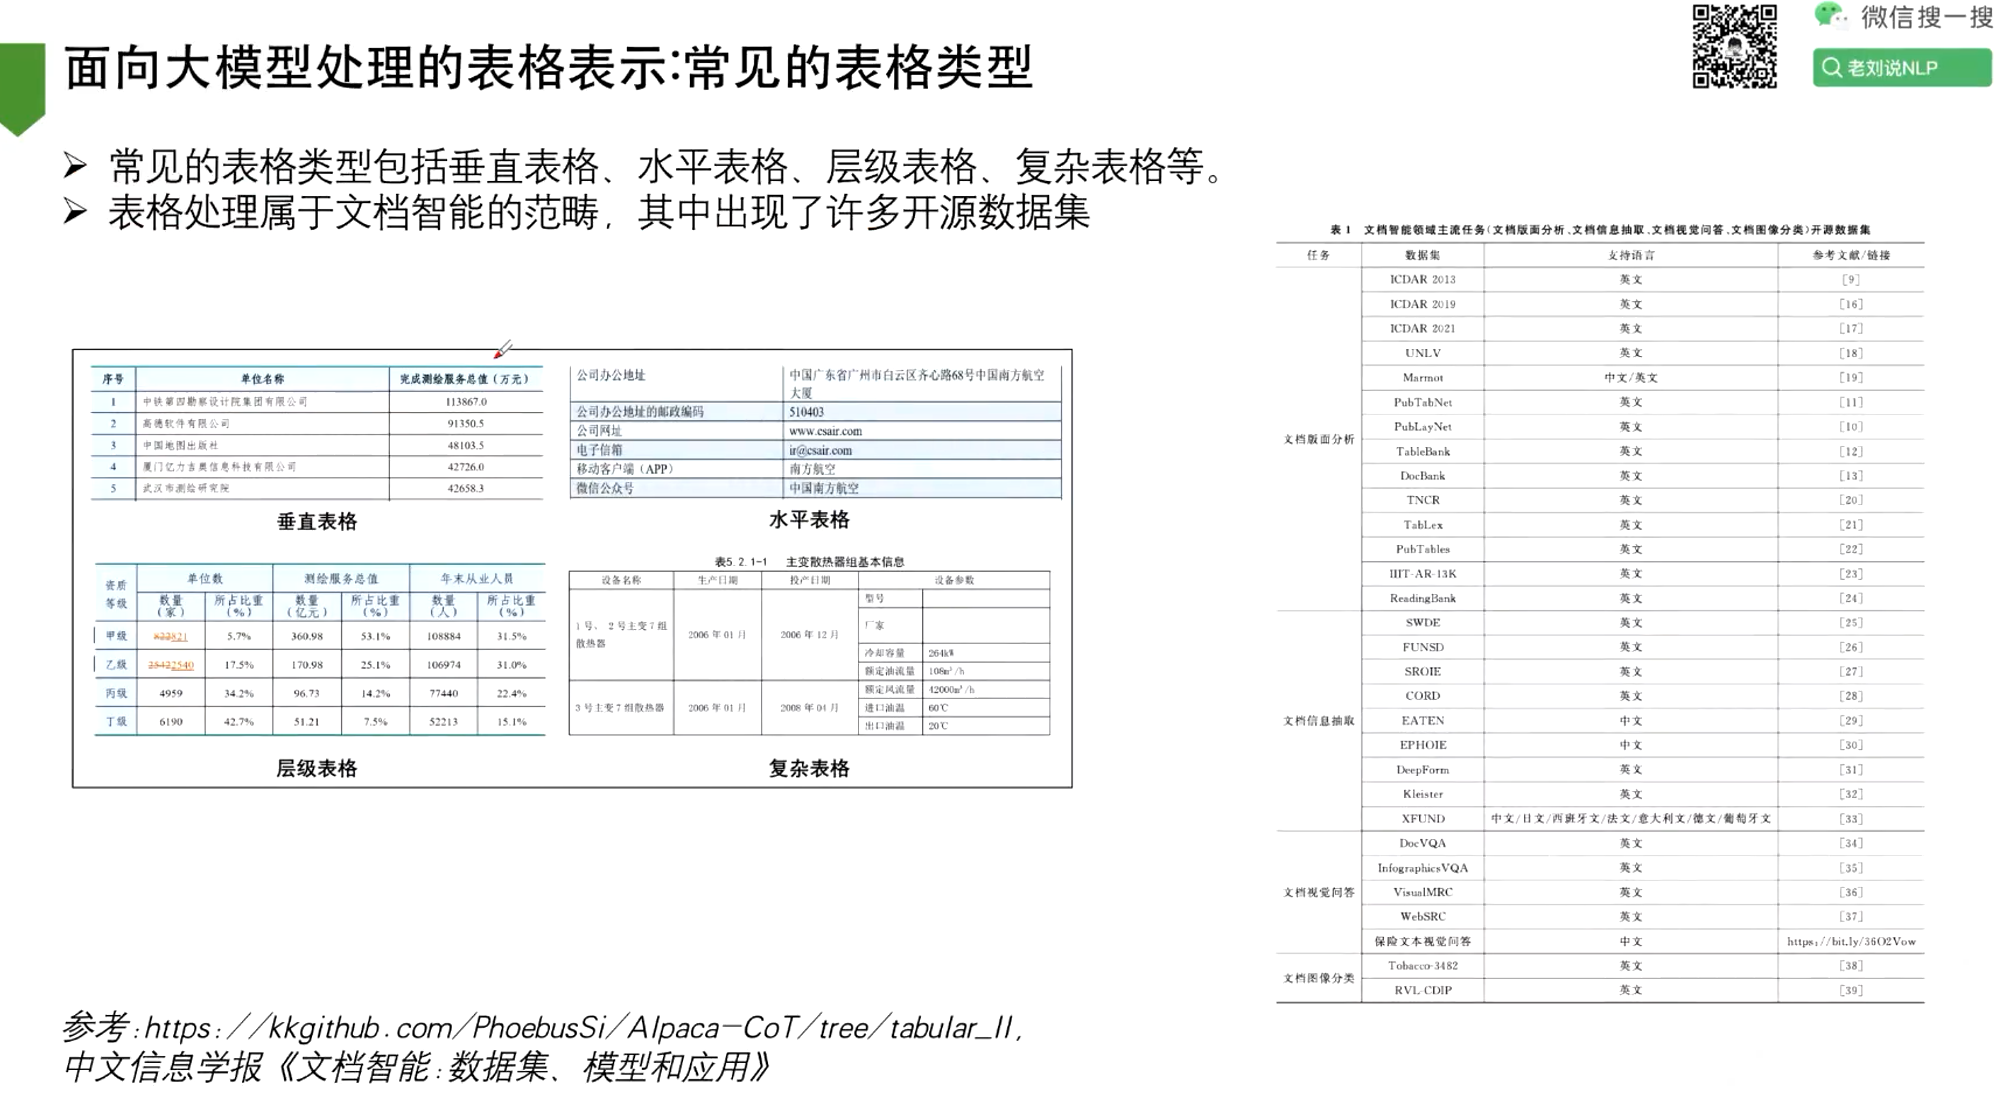 微信搜一搜
老刘说NLP
面向大模型处理的表格表示:常见的表格类型
➢ 常见的表格类型包括垂直表格、水平表格、层级表格、复杂表格等。
➢ 表格处理属于文档智能的范畴，其中出现了许多开源数据集
序号 单位名称 完成测绘服务总值（万元）
1 中铁第四勘察设计院集团有限公司 113867.0
2 高德软件有限公司 91350.5
3 中国地图出版社 48103.5
4 厦门亿力吉奥信息科技有限公司 42726.0
5 武汉市测绘研究院 42658.3
垂直表格
公司办公地址 中国广东省广州市白云区齐心路68号中国南方航空
大厦
公司办公地址的邮政编码 510403
公司网址 www.csair.com
电子信箱 ir@csair.com
移动客户端（APP） 南方航空
微信公众号 中国南方航空
水平表格
资质 单位数 测绘服务总值 年末从业人员
等级 数量 所占比重 数量 所占比重 数量 所占比重
（家） （%） （亿元） （%） （人） （%）
甲级 822821 5.7% 360.98 53.1% 108884 31.5%
乙级 25422540 17.5% 170.98 25.1% 106974 31.0%
丙级 4959 34.2% 96.73 14.2% 77440 22.4%
丁级 6190 42.7% 51.21 7.5% 52213 15.1%
层级表格
表5.2.1-1 主变散热器组基本信息
设备名称 生产日期 投产日期 设备参数
1号、2号主变7组
散热器
2006年01月 2006年12月
型号
厂家
冷却容量 264kW
额定油流量 108m³/h
3号主变7组散热器 2006年01月 2008年04月
额定风流量 42000m³/h
进口油温 60℃
出口油温 20℃
复杂表格
表1 文档智能领域主流任务(文档版面分析、文档信息抽取、文档视觉问答、文档图像分类)开源数据集
任务 数据集 支持语言 参考文献/链接
文档版面分析
ICDAR 2013 英文 [9]
ICDAR 2019 英文 [16]
ICDAR 2021 英文 [17]
UNLV 英文 [18]
Marmot 中文/英文 [19]
PubTabNet 英文 [11]
PubLayNet 英文 [10]
TableBank 英文 [12]
DocBank 英文 [13]
TNCR 英文 [20]
TabLex 英文 [21]
PubTables 英文 [22]
IIIT-AR-13K 英文 [23]
ReadingBank 英文 [24]
文档信息抽取
SWDE 英文 [25]
FUNSD 英文 [26]
SROIE 英文 [27]
CORD 英文 [28]
EATEN 中文 [29]
EPHOIE 中文 [30]
DeepForm 英文 [31]
Kleister 英文 [32]
XFUND 中文/日文/西班牙文/法文/意大利文/德文/葡萄牙文 [33]
文档视觉问答
DocVQA 英文 [34]
InfographicsVQA 英文 [35]
VisualMRC 英文 [36]
WebSRC 英文 [37]
保险文本视觉问答 中文 https://bit.ly/36O2Vow
文档图像分类
Tobacco-3482 英文 [38]
RVL-CDIP 英文 [39]
参考:https://kkgithub.com/PhoebusSi/Alpaca-CoT/tree/tabular_ll,
中文信息学报《文档智能:数据集、模型和应用》